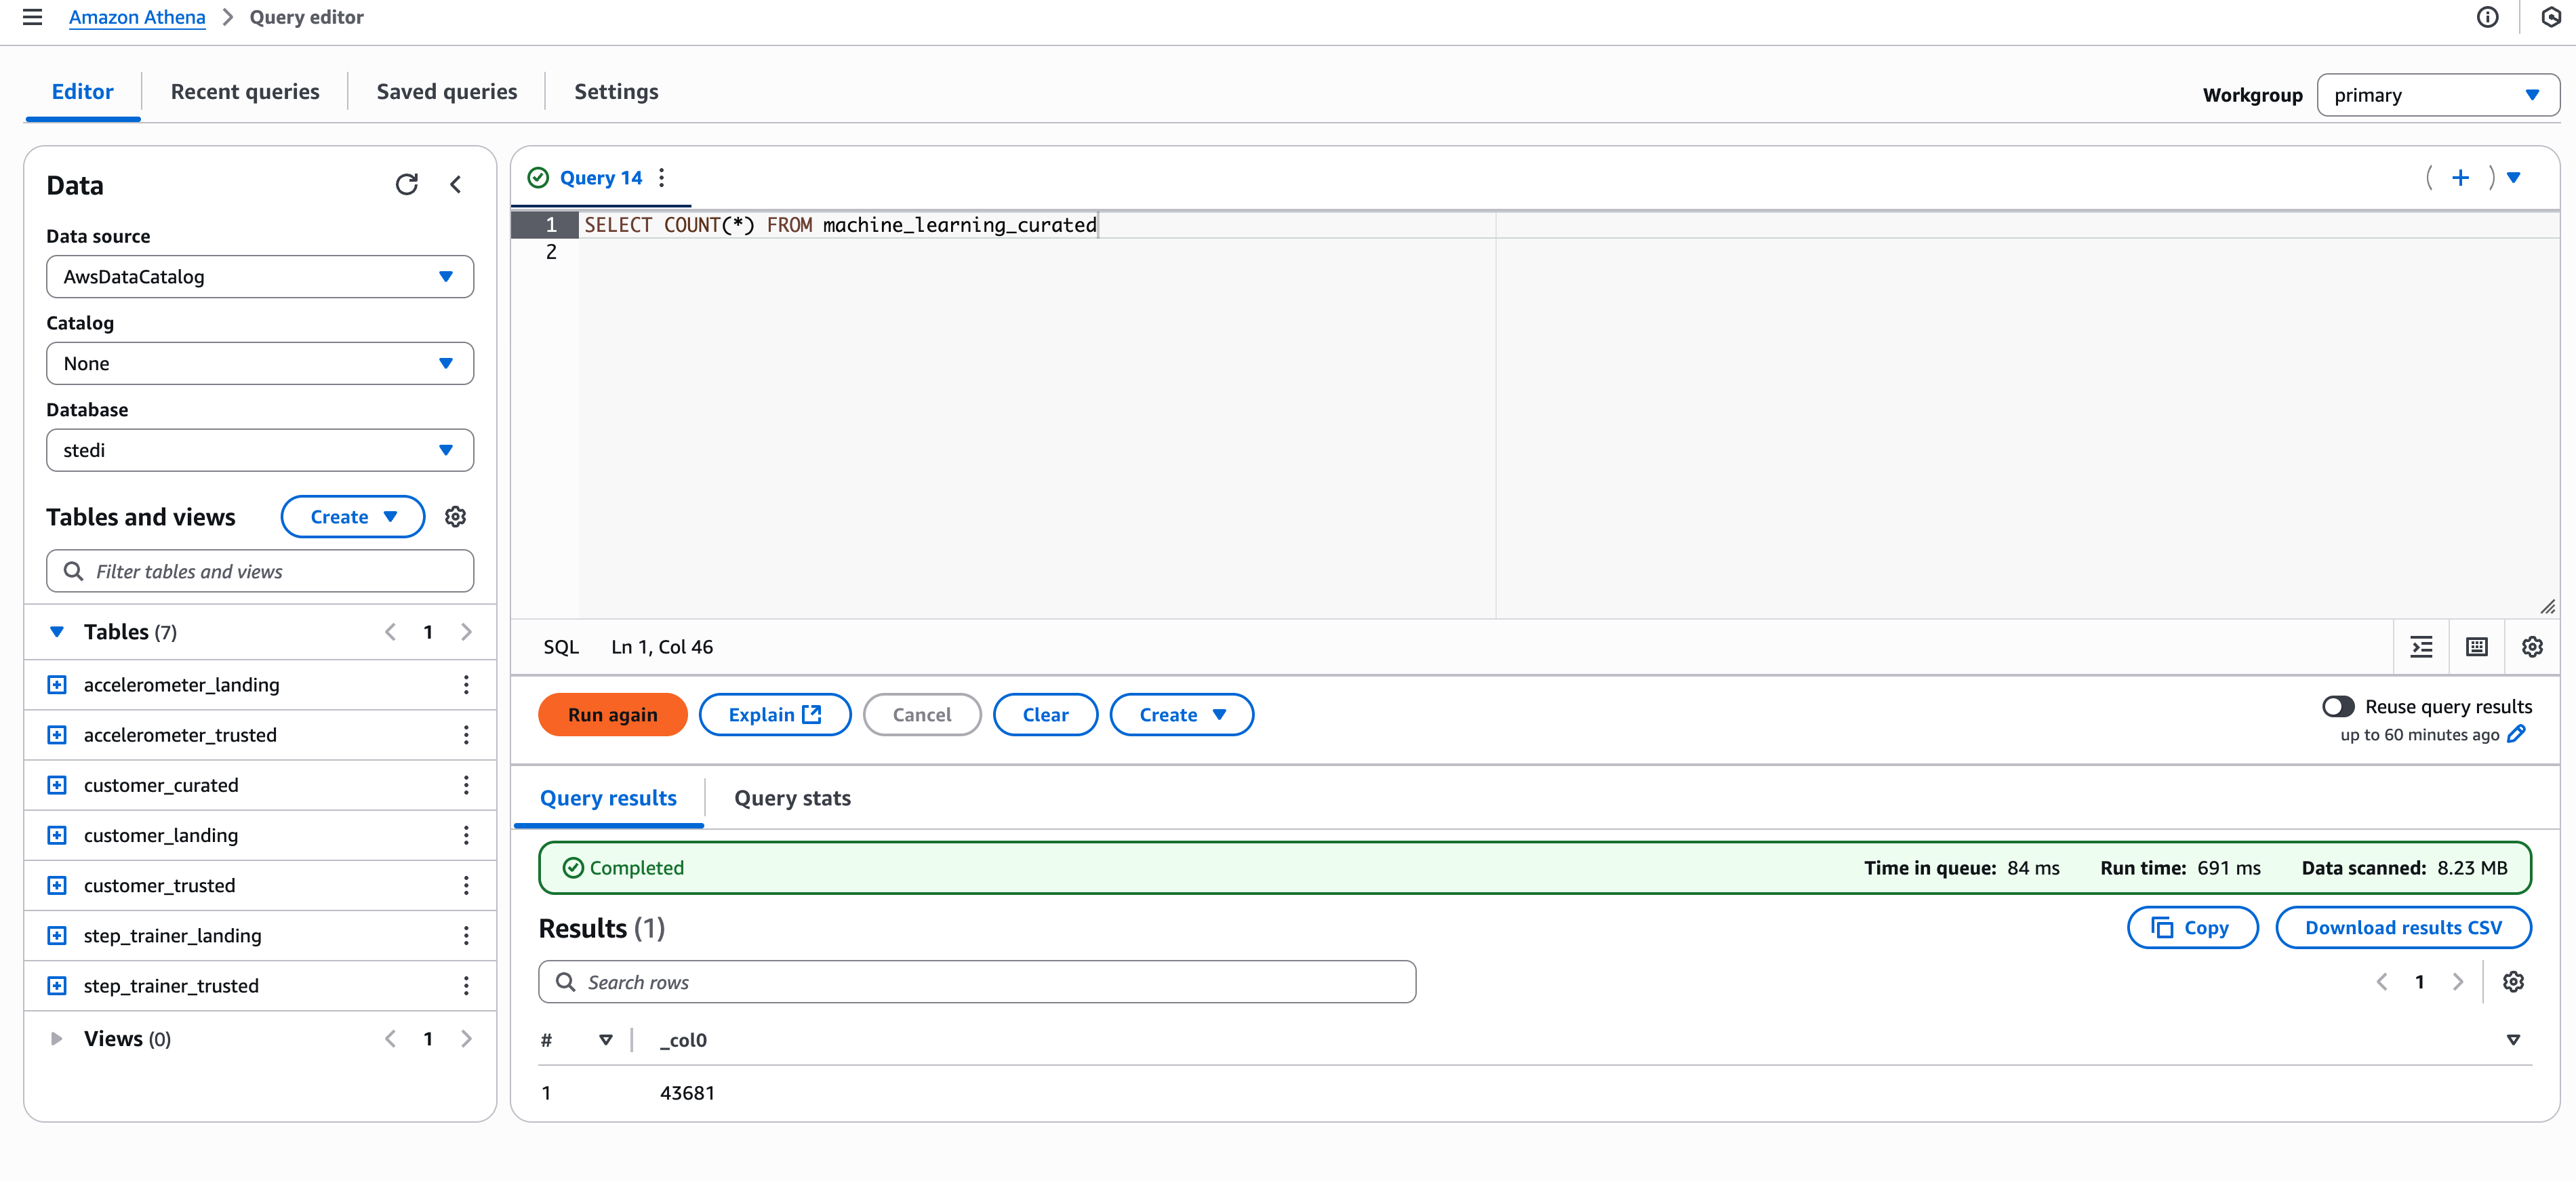 Amazon Athena > Query editor
Editor
Recent queries
Saved queries
Settings
Workgroup
primary
Data
Data source
AwsDataCatalog
Catalog
None
Database
stedi
Tables and views
Create
Filter tables and views
Tables (7)
1
accelerometer_landing
accelerometer_trusted
customer_curated
customer_landing
customer_trusted
step_trainer_landing
step_trainer_trusted
Views (0)
1
Query 14
1 SELECT COUNT(*) FROM machine_learning_curated
2
SQL Ln 1, Col 46
Run again
Explain
Cancel
Clear
Create
Reuse query results
up to 60 minutes ago
Query results
Query stats
Completed
Time in queue: 84 ms
Run time: 691 ms
Data scanned: 8.23 MB
Results (1)
Copy
Download results CSV
Search rows
1
# _col0
1 43681